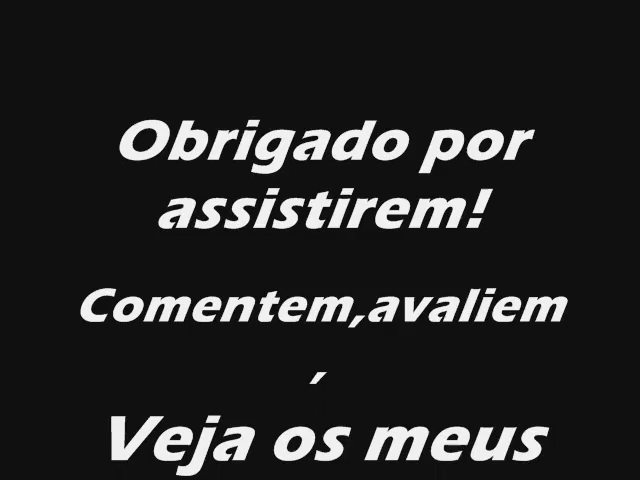 Obrigado por
assistirem!
Comentem,avaliem
,
Veja os meus